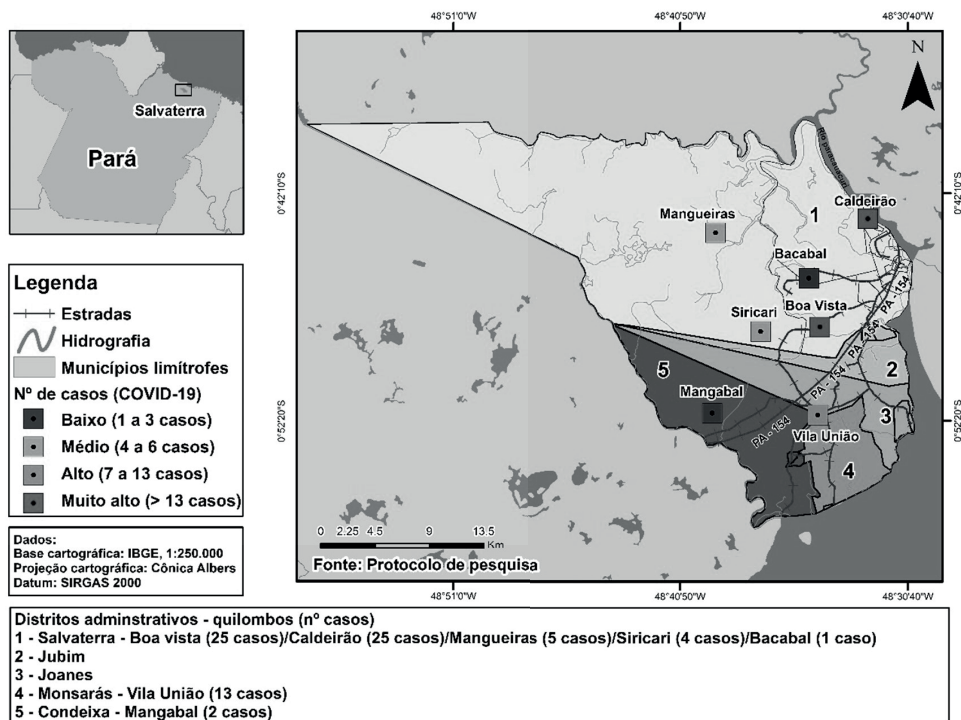 48°51'0"W
48°40'50"W
48°30'40"W
Salvaterra
Pará
N
0°42'10"S
0°52'20"S
Rio paracauari
Caldeirão
Mangueiras
1
Bacabal
Siricari
Boa Vista
PA - 154
PA - 154
PA - 154
5
2
Mangabal
3
PA - 154
Vila União
4
0 2.25 4.5 9 13.5
Km
Fonte: Protocolo de pesquisa
0°42'10"S
0°52'20"S
48°51'0"W
48°40'50"W
48°30'40"W
Legenda
Estradas
Hidrografia
Municípios limítrofes
Nº de casos (COVID-19)
Baixo (1 a 3 casos)
Médio (4 a 6 casos)
Alto (7 a 13 casos)
Muito alto (> 13 casos)
Dados:
Base cartográfica: IBGE, 1:250.000
Projeção cartográfica: Cônica Albers
Datum: SIRGAS 2000
Distritos adminstrativos - quilombos (nº casos)
1 - Salvaterra - Boa vista (25 casos)/Caldeirão (25 casos)/Mangueiras (5 casos)/Siricari (4 casos)/Bacabal (1 caso)
2 - Jubim
3 - Joanes
4 - Monsarás - Vila União (13 casos)
5 - Condeixa - Mangabal (2 casos)